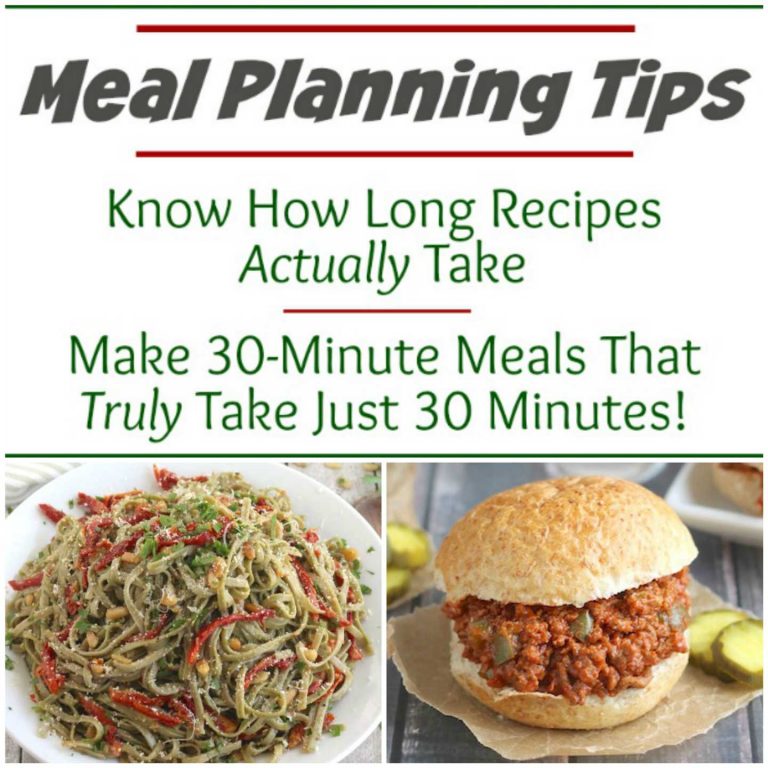 Meal Planning Tips
Know How Long Recipes
Actually Take
Make 30-Minute Meals That
Truly Take Just 30 Minutes!